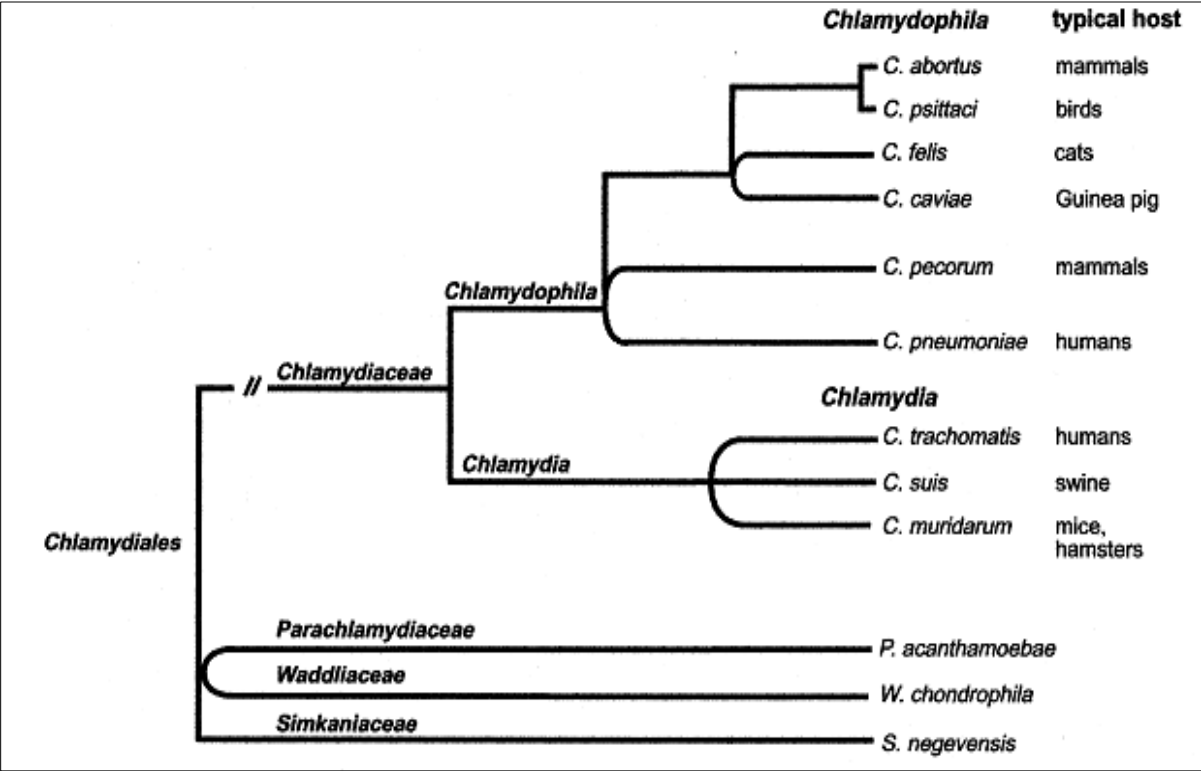 Chlamydophila typical host
C. abortus mammals
C. psittaci birds
C. felis cats
C. caviae Guinea pig
C. pecorum mammals
Chlamydophila
C. pneumoniae humans
Chlamydiaceae
//
Chlamydia
C. trachomatis humans
Chlamydia
C. suis swine
C. muridarum mice,
hamsters
Chlamydiales
Parachlamydiaceae
P. acanthamoebae
Waddliaceae
W. chondrophila
Simkaniaceae
S. negevensis